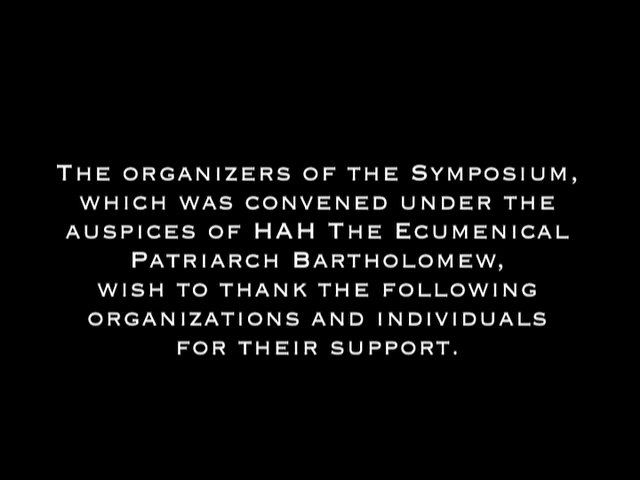 The organizers of the Symposium,
which was convened under the
auspices of HAH The Ecumenical
Patriarch Bartholomew,
wish to thank the following
organizations and individuals
for their support.